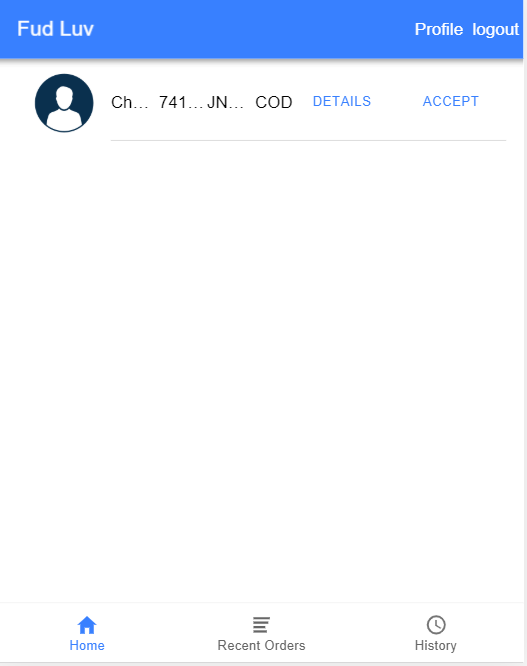 Fud Luv Profile logout
Ch... 741... JN... COD DETAILS ACCEPT
Home Recent Orders History